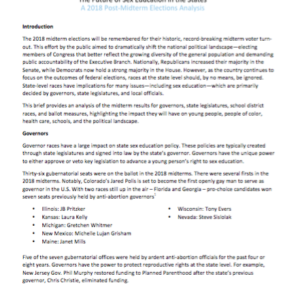 The Future of Sex Education in the States
A 2018 Post-Midterm Elections Analysis
Introduction
The 2018 midterm elections will be remembered for their historic, record-breaking midterm voter turn-
out. This effort by the public aimed to dramatically shift the national political landscape—electing
members of Congress that better reflect the growing diversity of the general population and demanding
public accountability of the Executive Branch. Nationally, Republicans increased their majority in the
Senate, while Democrats now hold a strong majority in the House. However, as the country continues to
focus on the outcomes of federal elections, races at the state level should, by no means, be ignored.
State-level races have implications for many issues—including sex education—which are primarily
decided by governors, state legislatures, and local officials.
This brief provides an analysis of the midterm results for governors, state legislatures, school district
races, and ballot measures, highlighting the impact they will have on young people, people of color,
health care, schools, and the political landscape.
Governors
Governor races have a large impact on state sex education policy. These policies are typically created
through state legislatures and signed into law by the state's governor. Governors have the unique power
to either approve or veto key legislation to advance a young person's right to sex education.
Thirty-six gubernatorial seats were on the ballot in the 2018 midterms. There were several firsts in the
2018 midterms. Notably, Colorado's Jared Polis is set to become the first openly gay man to serve as
governor in the U.S. With two races still up in the air – Florida and Georgia – pro-choice candidates won
seven seats previously held by anti-abortion governors
• Illinois: JB Pritzker
• Kansas: Laura Kelly
• Michigan: Gretchen Whitmer
• New Mexico: Michelle Lujan Grisham
• Maine: Janet Mills
• Wisconsin: Tony Evers
• Nevada: Steve Sisolak
Five of the seven gubernatorial offices were held by ardent anti-abortion officials for the past four or
eight years. Governors have the power to protect reproductive rights at the state level. For example,
New Jersey Gov. Phil Murphy restored funding to Planned Parenthood after the state's previous
governor, Chris Christie, eliminated funding.